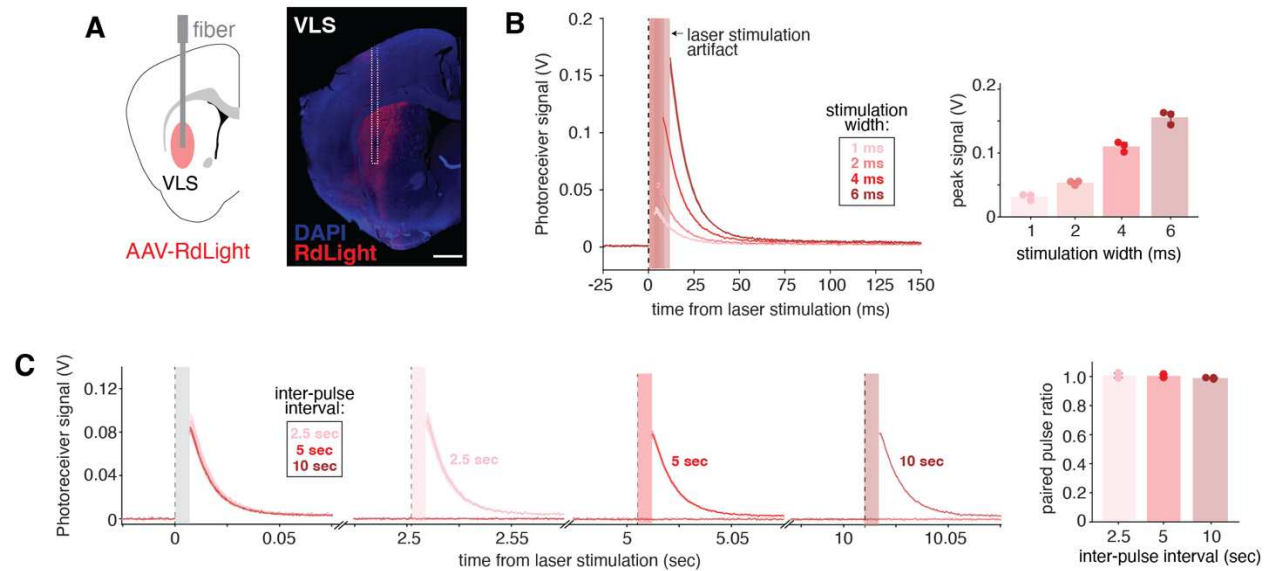 A
fiber
VLS
AAV-RdLight
VLS
DAPI
RdLight
B
Photoreceiver signal (V)
0.2
0.15
0.1
0.05
0
laser stimulation
artifact
stimulation
width:
1 ms
2 ms
4 ms
6 ms
-25 0 25 50 75 100 125 150
time from laser stimulation (ms)
peak signal (V)
0.2
0.1
0
1 2 4 6
stimulation width (ms)
C
Photoreceiver signal (V)
0.12
0.08
0.04
0
inter-pulse
interval:
2.5 sec
5 sec
10 sec
2.5 sec
5 sec
10 sec
0 0.05 2.5 2.55 5 5.05 10 10.05
time from laser stimulation (sec)
paired pulse ratio
1.0
0.8
0.6
0.4
0.2
0
2.5 5 10
inter-pulse interval (sec)